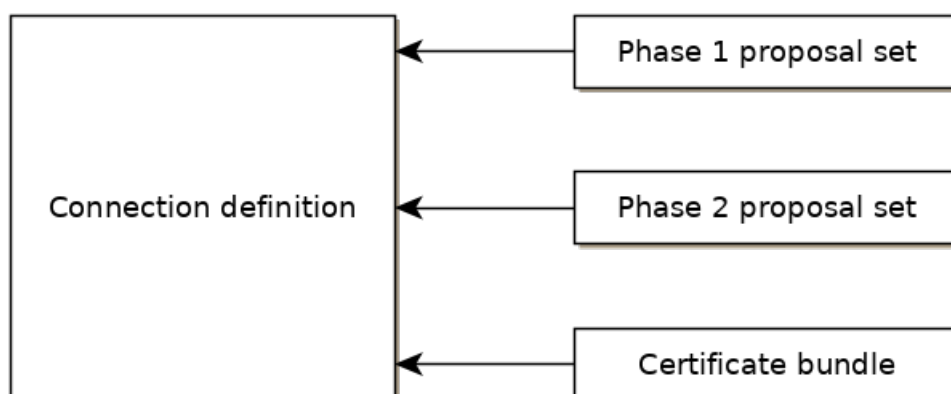 Phase 1 proposal set
Connection definition
Phase 2 proposal set
Certificate bundle